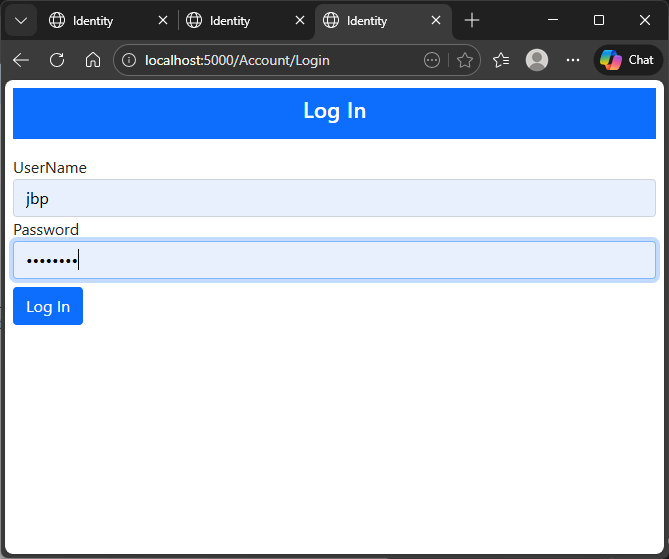 Identity Identity Identity
localhost:5000/Account/Login Chat
Log In
UserName
jbp
Password
••••••••
Log In